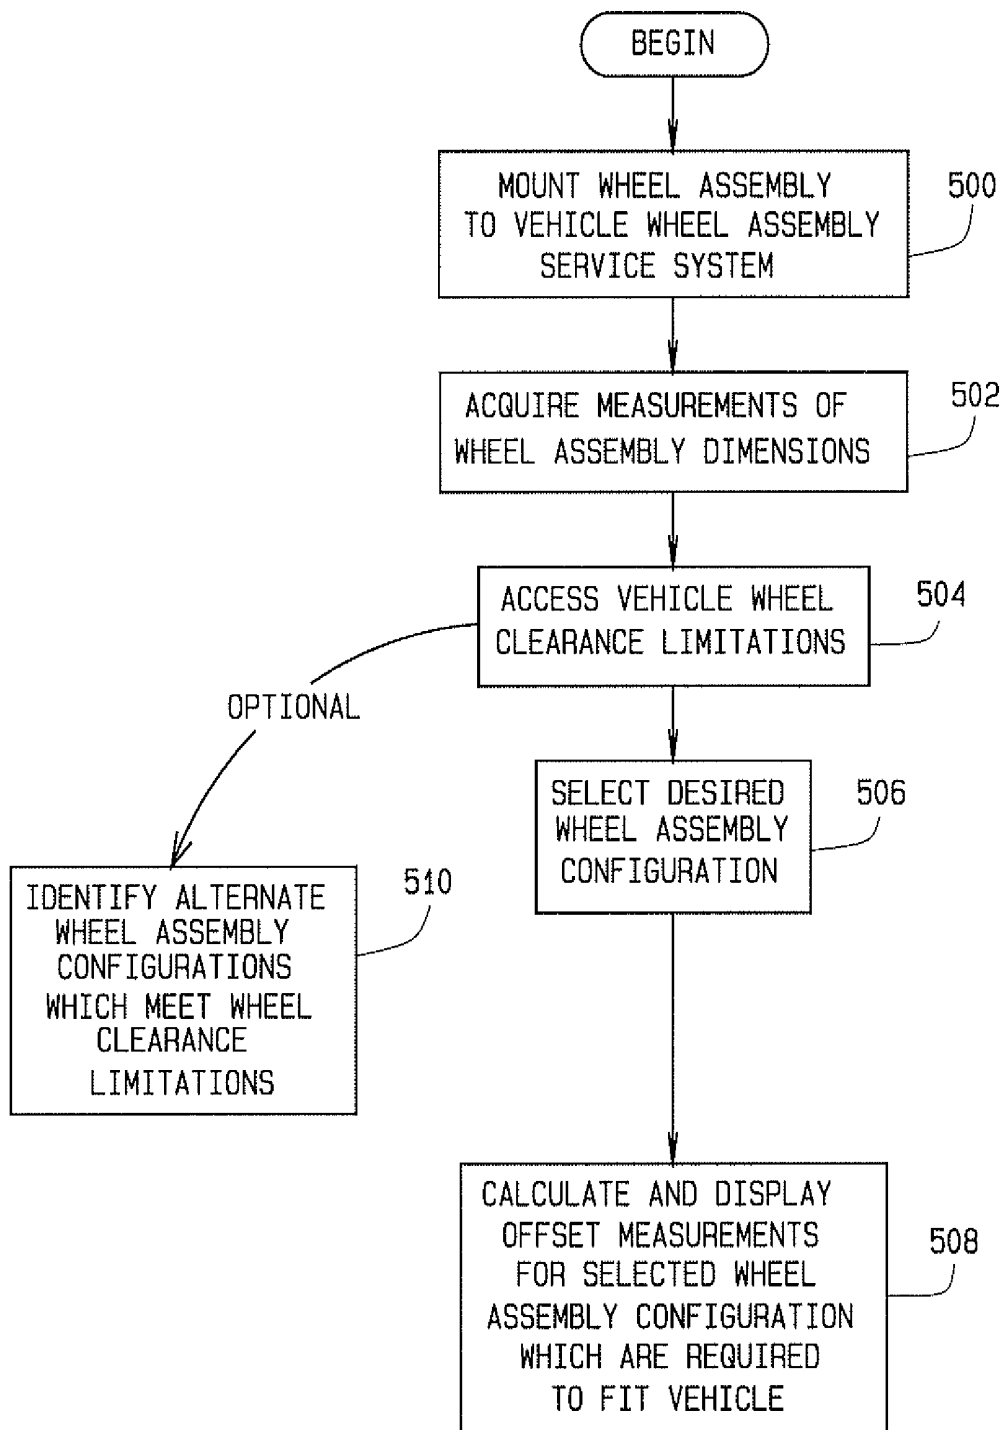 BEGIN
MOUNT WHEEL ASSEMBLY
TO VEHICLE WHEEL ASSEMBLY
SERVICE SYSTEM
500
ACQUIRE MEASUREMENTS OF
WHEEL ASSEMBLY DIMENSIONS
502
ACCESS VEHICLE WHEEL
CLEARANCE LIMITATIONS
504
OPTIONAL
SELECT DESIRED
WHEEL ASSEMBLY
CONFIGURATION
506
IDENTIFY ALTERNATE
WHEEL ASSEMBLY
CONFIGURATIONS
WHICH MEET WHEEL
CLEARANCE
LIMITATIONS
510
CALCULATE AND DISPLAY
OFFSET MEASUREMENTS
FOR SELECTED WHEEL
ASSEMBLY CONFIGURATION
WHICH ARE REQUIRED
TO FIT VEHICLE
508